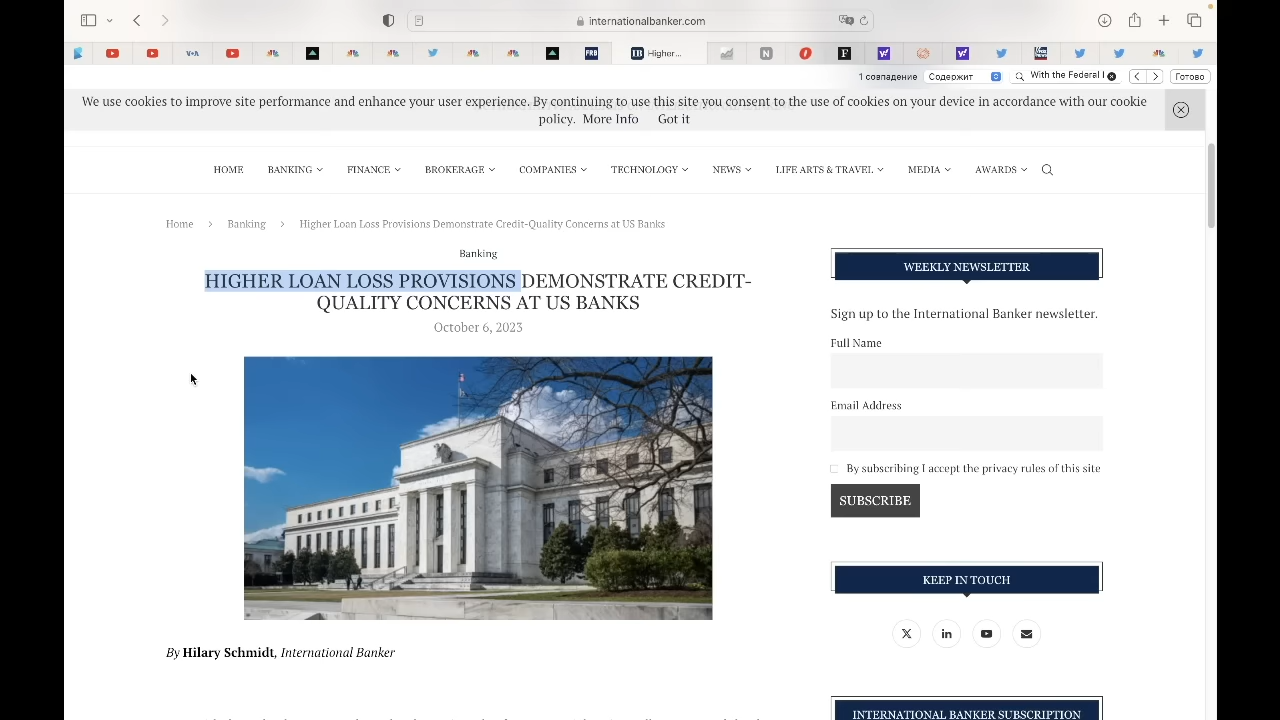 internationalbanker.com
VOA
FRB
IB Higher...
N
F
1 совпадение
Содержит
With the Federal I
Готово
We use cookies to improve site performance and enhance your user experience. By continuing to use this site you consent to the use of cookies on your device in accordance with our cookie
policy. More Info Got it
HOME BANKING FINANCE BROKERAGE COMPANIES TECHNOLOGY NEWS LIFE ARTS & TRAVEL MEDIA AWARDS
Home > Banking > Higher Loan Loss Provisions Demonstrate Credit-Quality Concerns at US Banks
Banking
HIGHER LOAN LOSS PROVISIONS DEMONSTRATE CREDIT-
QUALITY CONCERNS AT US BANKS
October 6, 2023
By Hilary Schmidt, International Banker
WEEKLY NEWSLETTER
Sign up to the International Banker newsletter.
Full Name
Email Address
By subscribing I accept the privacy rules of this site
SUBSCRIBE
KEEP IN TOUCH
INTERNATIONAL BANKER SUBSCRIPTION